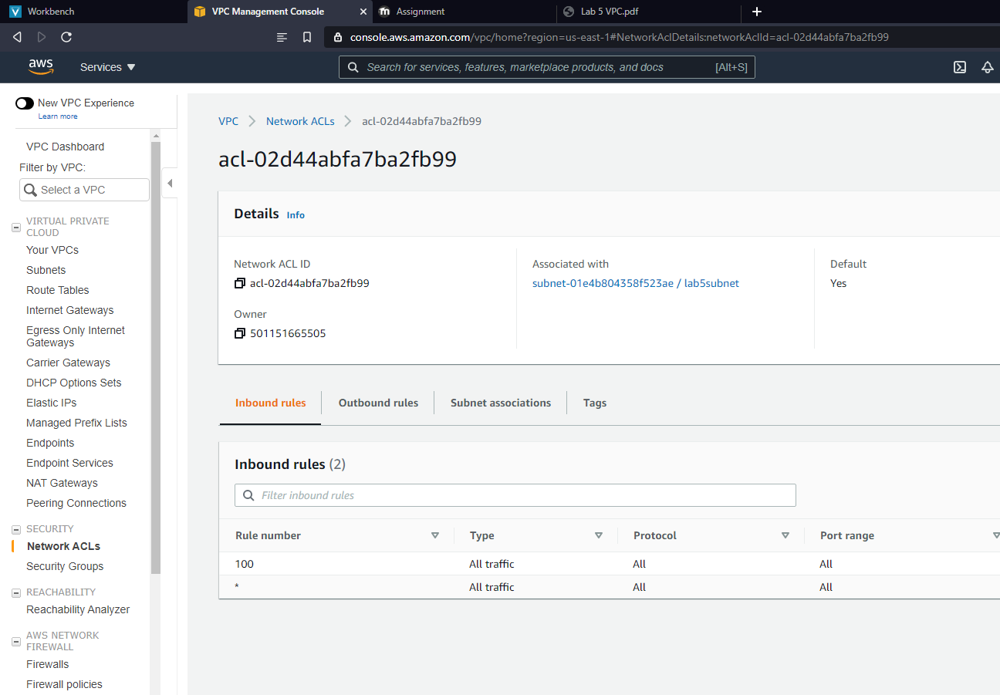 Workbench
VPC Management Console
Assignment
Lab 5 VPC.pdf
console.aws.amazon.com/vpc/home?region=us-east-1#NetworkAclDetails:networkAclId=acl-02d44abfa7ba2fb99
aws
Services
Search for services, features, marketplace products, and docs
[Alt+S]
New VPC Experience
Learn more
VPC Dashboard
Filter by VPC:
Select a VPC
VIRTUAL PRIVATE
CLOUD
Your VPCs
Subnets
Route Tables
Internet Gateways
Egress Only Internet
Gateways
Carrier Gateways
DHCP Options Sets
Elastic IPs
Managed Prefix Lists
Endpoints
Endpoint Services
NAT Gateways
Peering Connections
SECURITY
Network ACLs
Security Groups
REACHABILITY
Reachability Analyzer
AWS NETWORK
FIREWALL
Firewalls
Firewall policies
VPC
Network ACLs
acl-02d44abfa7ba2fb99
acl-02d44abfa7ba2fb99
Details Info
Network ACL ID
acl-02d44abfa7ba2fb99
Owner
501151665505
Associated with
subnet-01e4b804358f523ae / lab5subnet
Default
Yes
Inbound rules
Outbound rules
Subnet associations
Tags
Inbound rules (2)
Filter inbound rules
Rule number Type Protocol Port range
100 All traffic All All
* All traffic All All